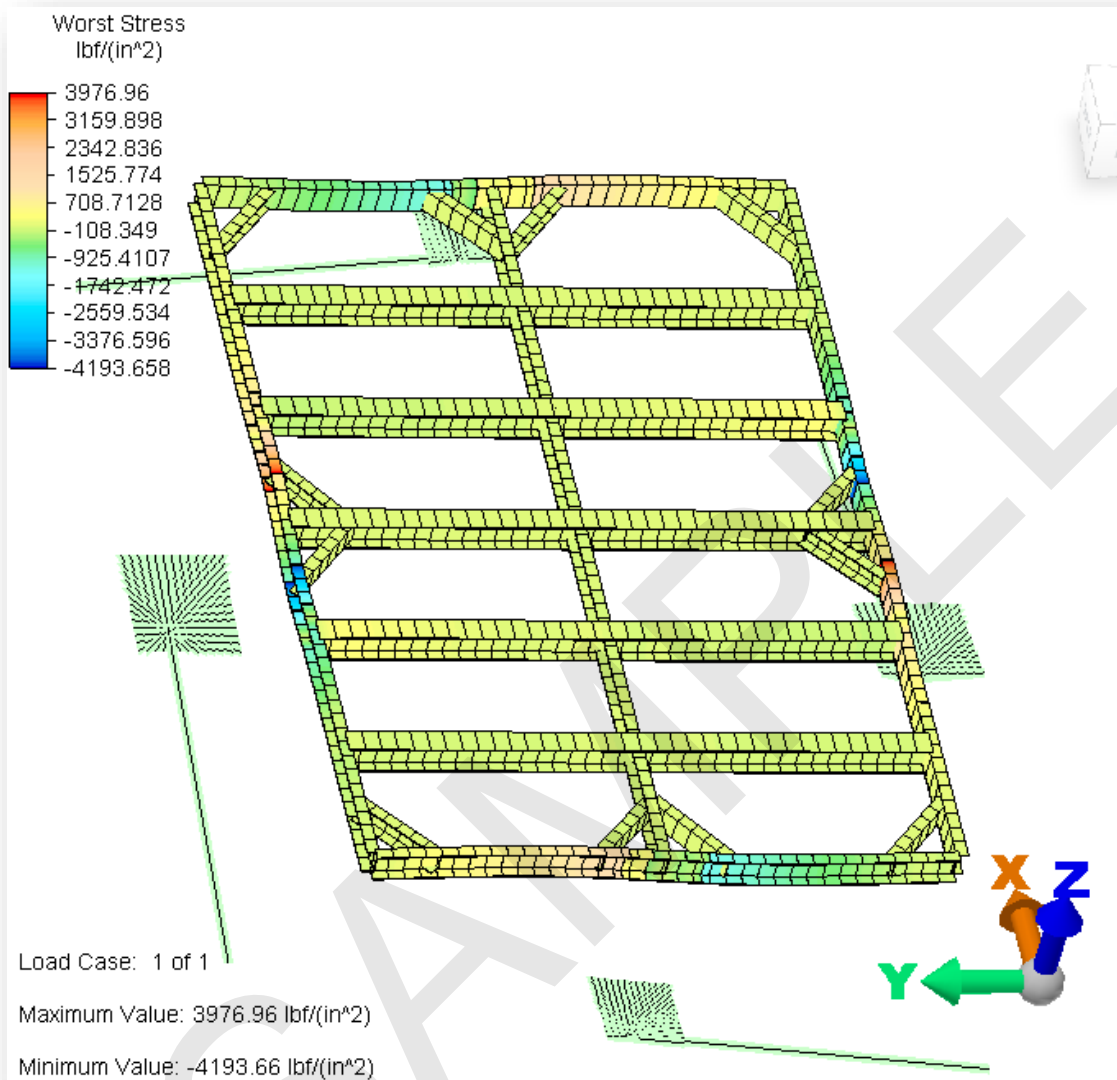 Worst Stress
lbf/(in^2)
3976.96
3159.898
2342.836
1525.774
708.7128
-108.349
-925.4107
-1742.472
-2559.534
-3376.596
-4193.658
X
Z
Y
Load Case: 1 of 1
Maximum Value: 3976.96 lbf/(in^2)
Minimum Value: -4193.66 lbf/(in^2)
SAMPLE